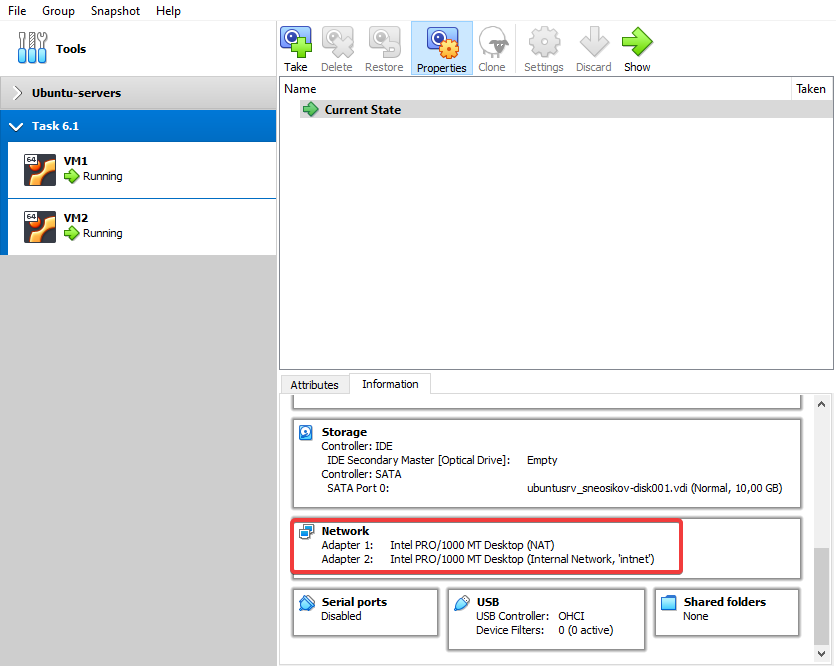 File Group Snapshot Help
Tools
Take Delete Restore Properties Clone Settings Discard Show
Ubuntu-servers
Name Taken
Current State
Task 6.1
64 VM1
Running
64 VM2
Running
Attributes Information
Storage
Controller: IDE
IDE Secondary Master [Optical Drive]: Empty
Controller: SATA
SATA Port 0: ubuntusrv_sneosikov-disk001.vdi (Normal, 10,00 GB)
Network
Adapter 1: Intel PRO/1000 MT Desktop (NAT)
Adapter 2: Intel PRO/1000 MT Desktop (Internal Network, 'intnet')
Serial ports
Disabled
USB
USB Controller: OHCI
Device Filters: 0 (0 active)
Shared folders
None